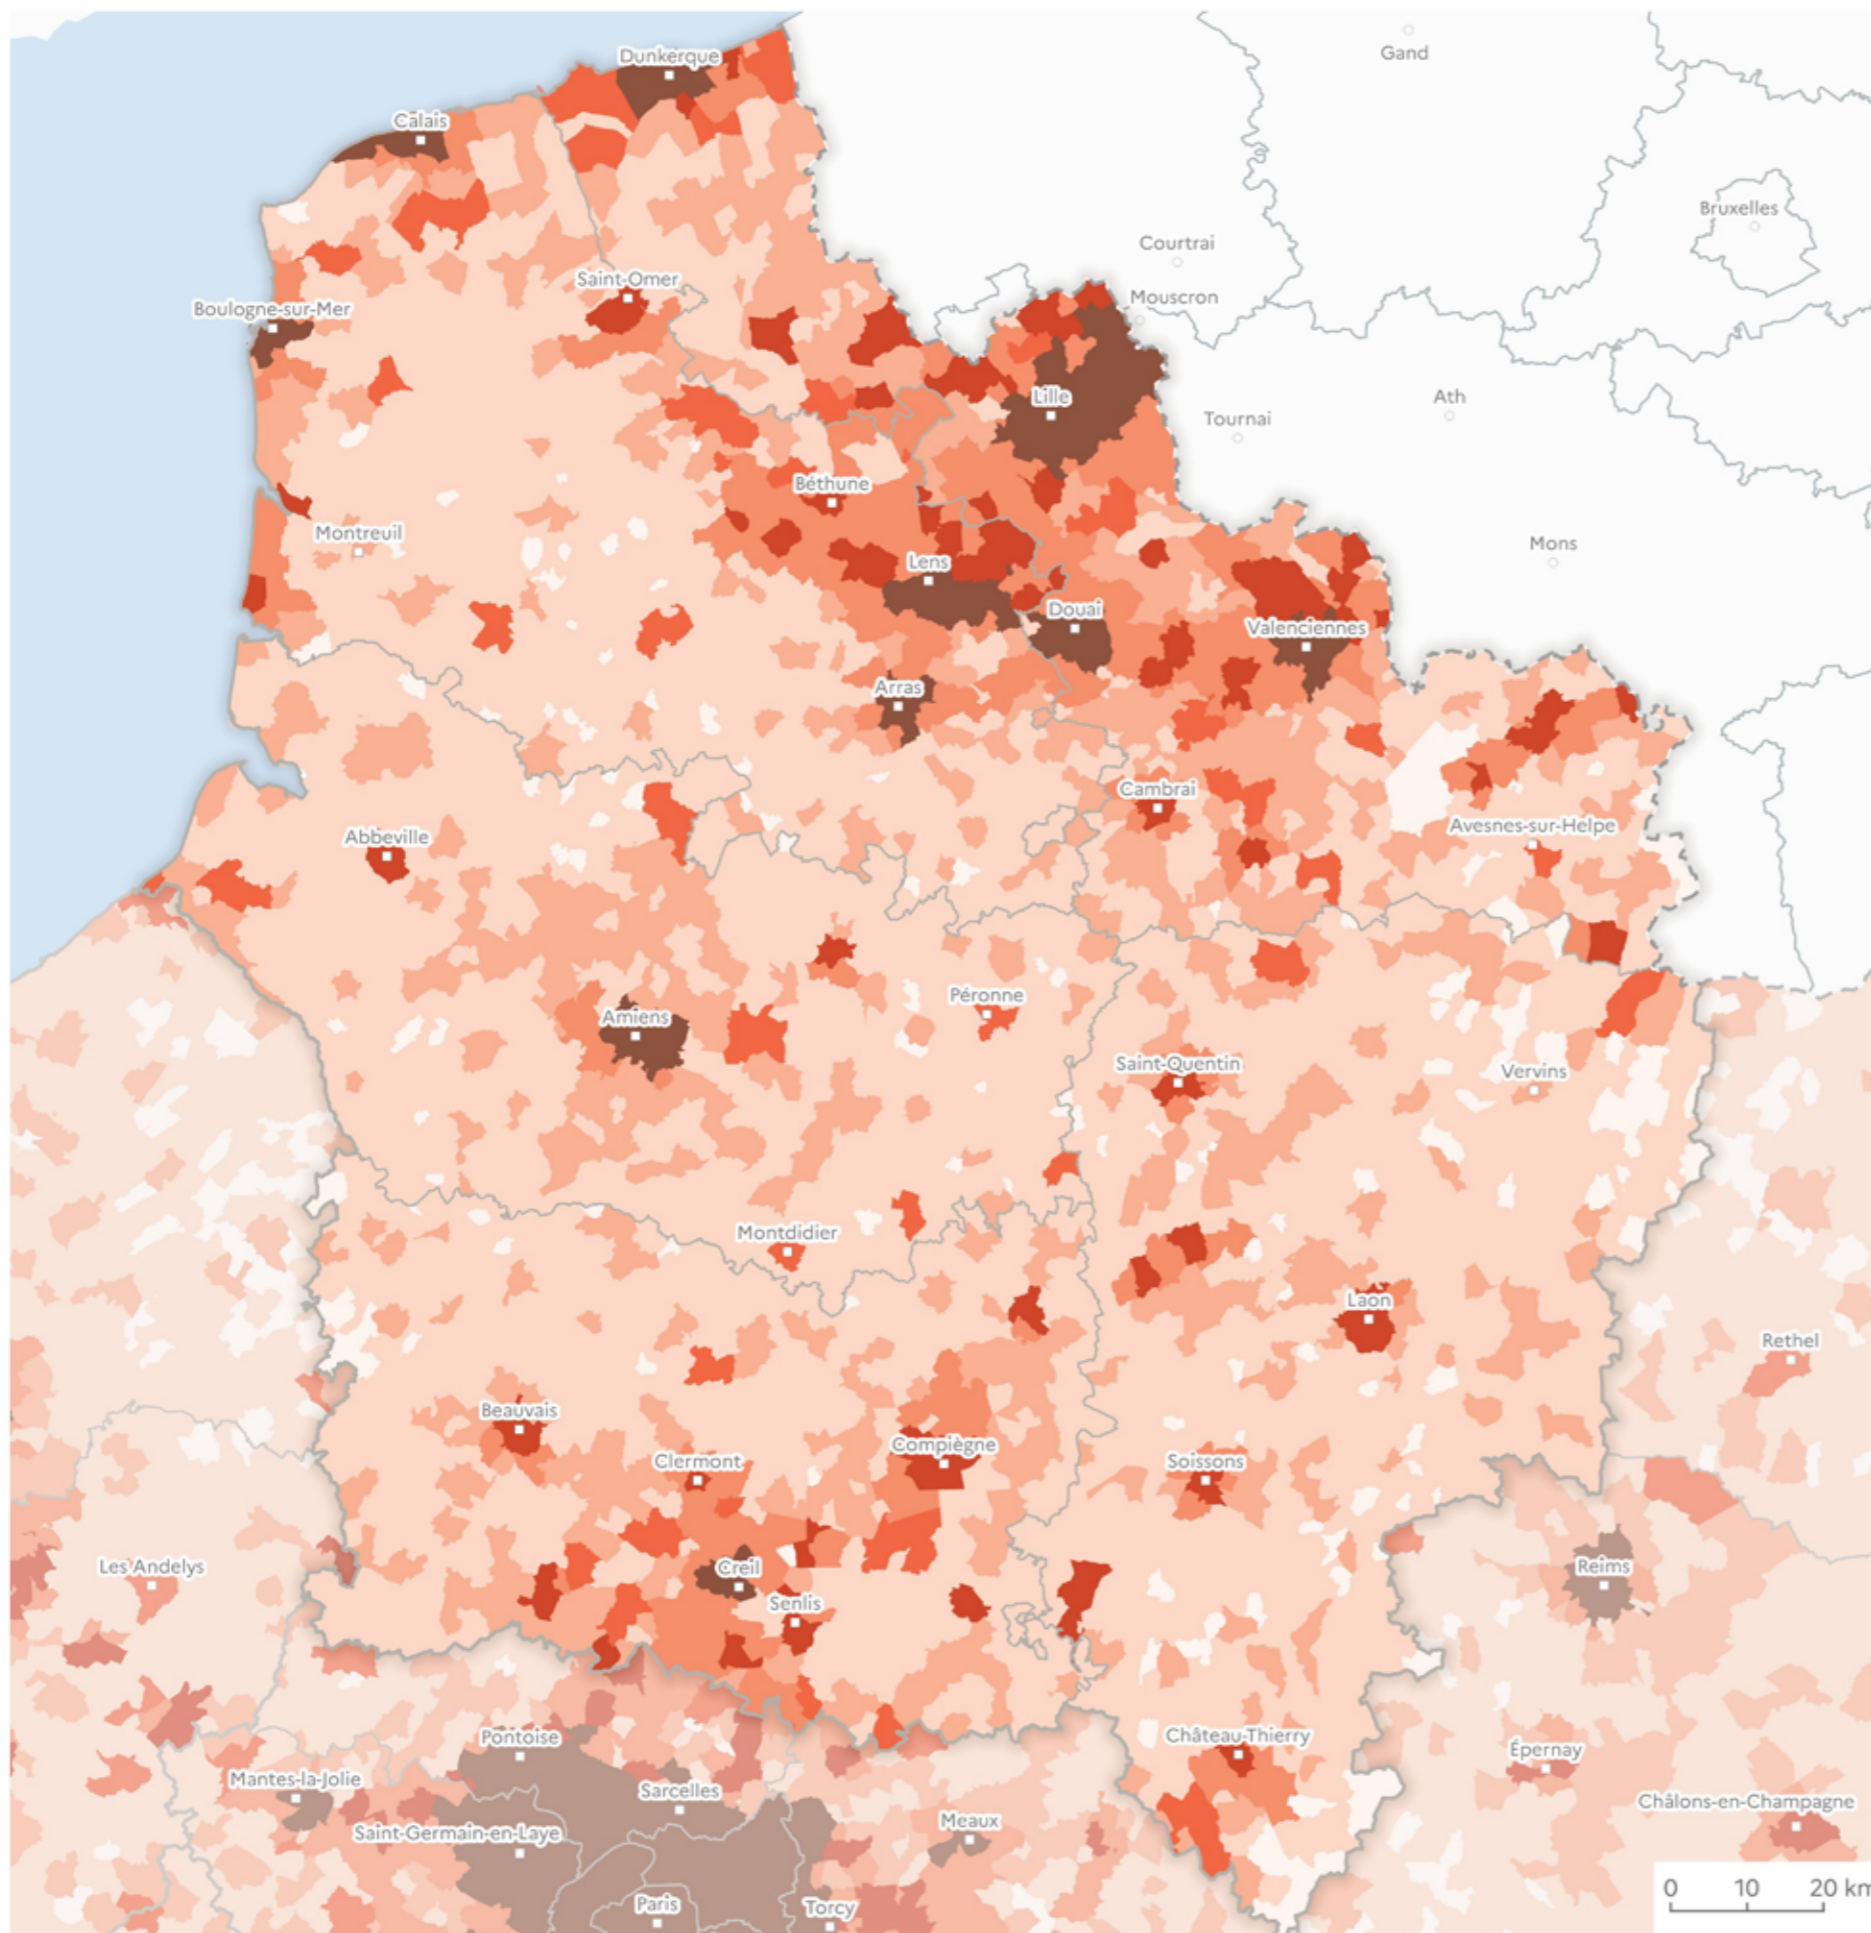 Gand
Dunkerque
Calais
Bruxelles
Courtrai
Saint-Omer
Mouscron
Boulogne-sur-Mer
Lille
Ath
Tournai
Béthune
Montreuil
Mons
Lens
Douai
Valenciennes
Arras
Cambrai
Avesnes-sur-Helpe
Abbeville
Péronne
Amiens
Saint-Quentin
Vervins
Montdidier
Laon
Rethel
Beauvais
Compiègne
Clermont
Soissons
Les Andelys
Creil
Reims
Senlis
Château-Thierry
Pontoise
Épernay
Mantes-la-Jolie
Sarcelles
Châlons-en-Champagne
Meaux
Saint-Germain-en-Laye
Paris
Torcy
0 10 20 km